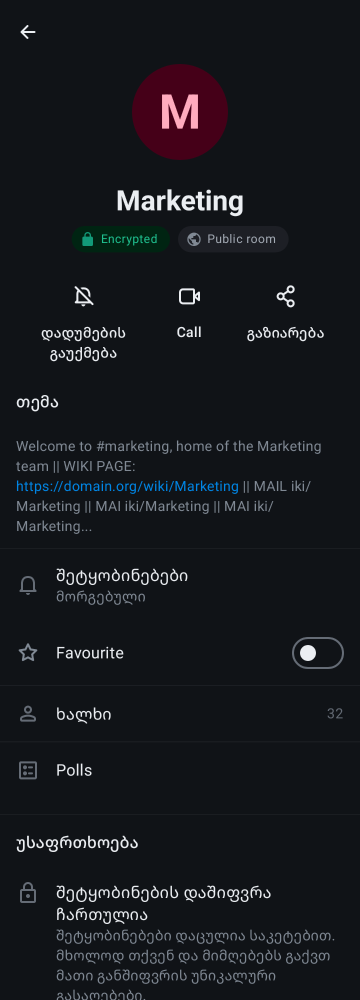 M
Marketing
Encrypted
Public room
დადუმების
გაუქმება
Call
გაზიარება
თემა
Welcome to #marketing, home of the Marketing
team || WIKI PAGE:
https://domain.org/wiki/Marketing || MAIL iki/
Marketing || MAI iki/Marketing || MAI iki/
Marketing...
შეტყობინებები
მორგებული
Favourite
ხალხი
32
Polls
უსაფრთხოება
შეტყობინების დაშიფვრა
ჩართულია
შეტყობინებები დაცულია საკეტებით.
მხოლოდ თქვენ და მიმღებებს გაქვთ
მათი განშიფვრის უნიკალური
გასაღებები.